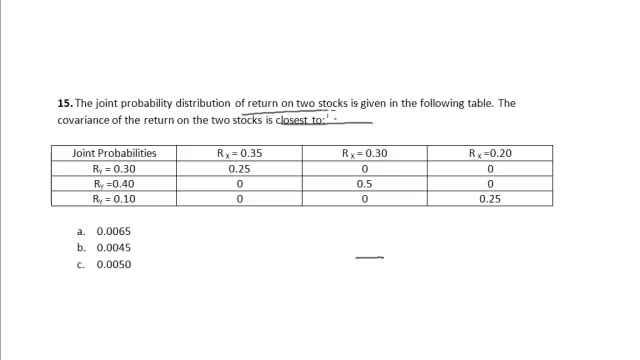 15. The joint probability distribution of return on two stocks is given in the following table. The
covariance of the return on the two stocks is closest to:
Joint Probabilities R X = 0.35 R X = 0.30 R X =0.20
RY = 0.30 0.25 0 0
RY =0.40 0 0.5 0
RY = 0.10 0 0 0.25
a. 0.0065
b. 0.0045
c. 0.0050